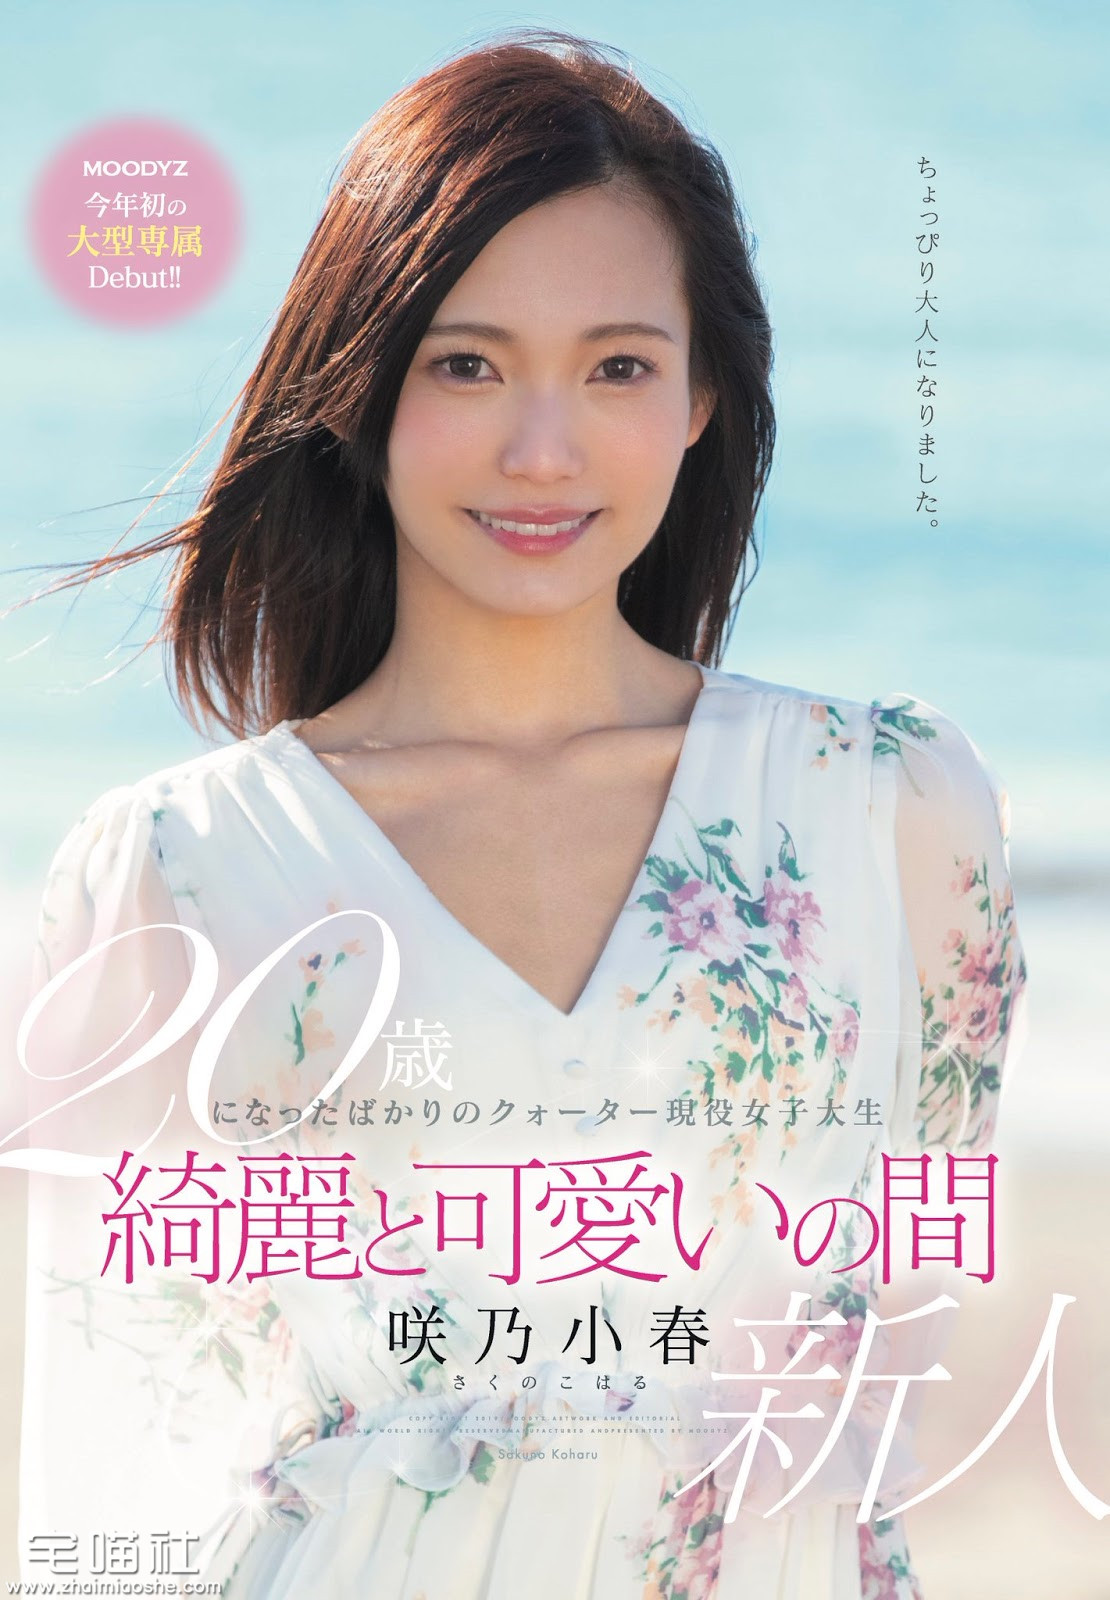 MOODYZ
今年初の
大型専属
Debut!!
ちょっぴり大人になりました。
20歳
になったばかりのクォーター現役女子大生
綺麗と可愛いの間
咲乃小春
さくのこはる
新人
Sakuno Koharu
宅喵社
www.zhaimiaoshe.com